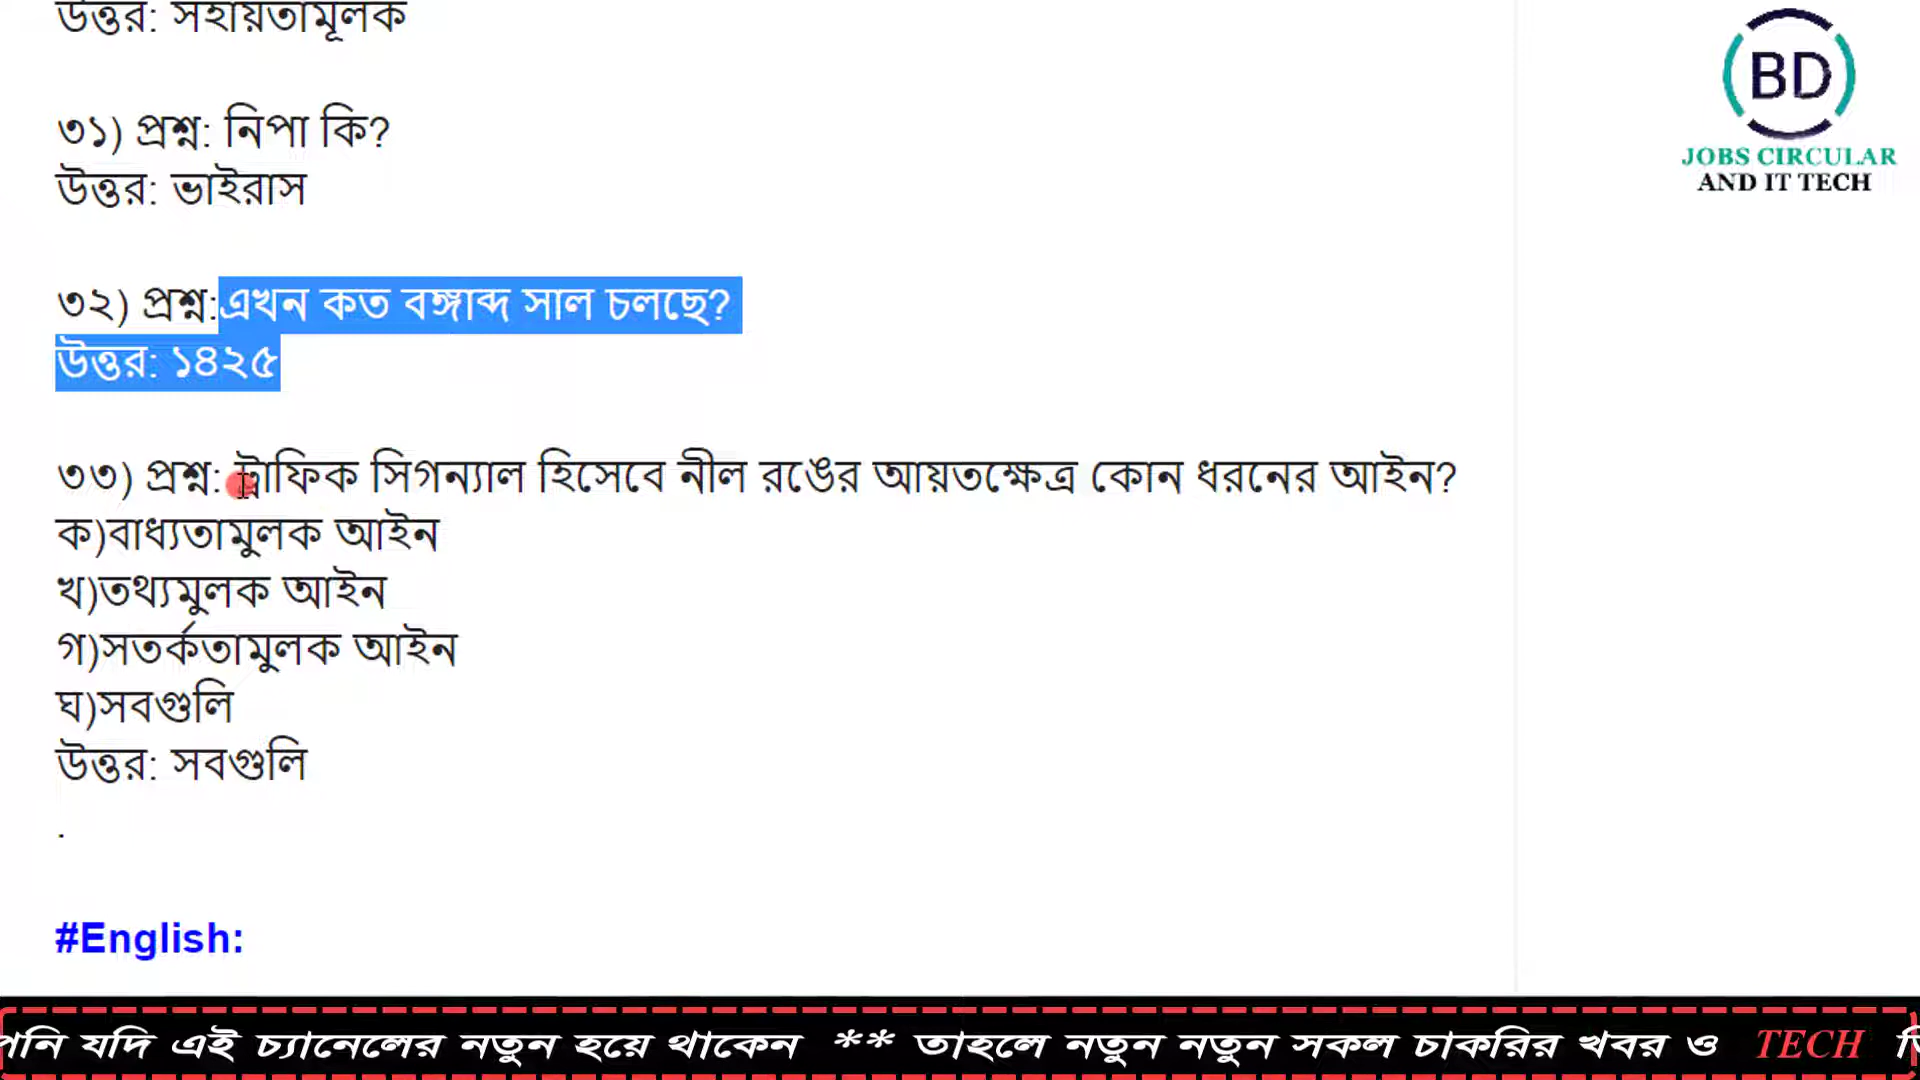 উত্তর: সহায়তামূলক
৩১) প্রশ্ন: নিপা কি?
উত্তর: ভাইরাস
৩২) প্রশ্ন:এখন কত বঙ্গাব্দ সাল চলছে?
উত্তর: ১৪২৫
৩৩) প্রশ্ন: ট্রাফিক সিগন্যাল হিসেবে নীল রঙের আয়তক্ষেত্র কোন ধরনের আইন?
ক)বাধ্যতামুলক আইন
খ)তথ্যমুলক আইন
গ)সতর্কতামুলক আইন
ঘ)সবগুলি
উত্তর: সবগুলি
.
#English:
BD
JOBS CIRCULAR
AND IT TECH
যদি এই চ্যানেলের নতুন হয়ে থাকেন ** তাহলে নতুন নতুন সকল চাকরির খবর ও TECH